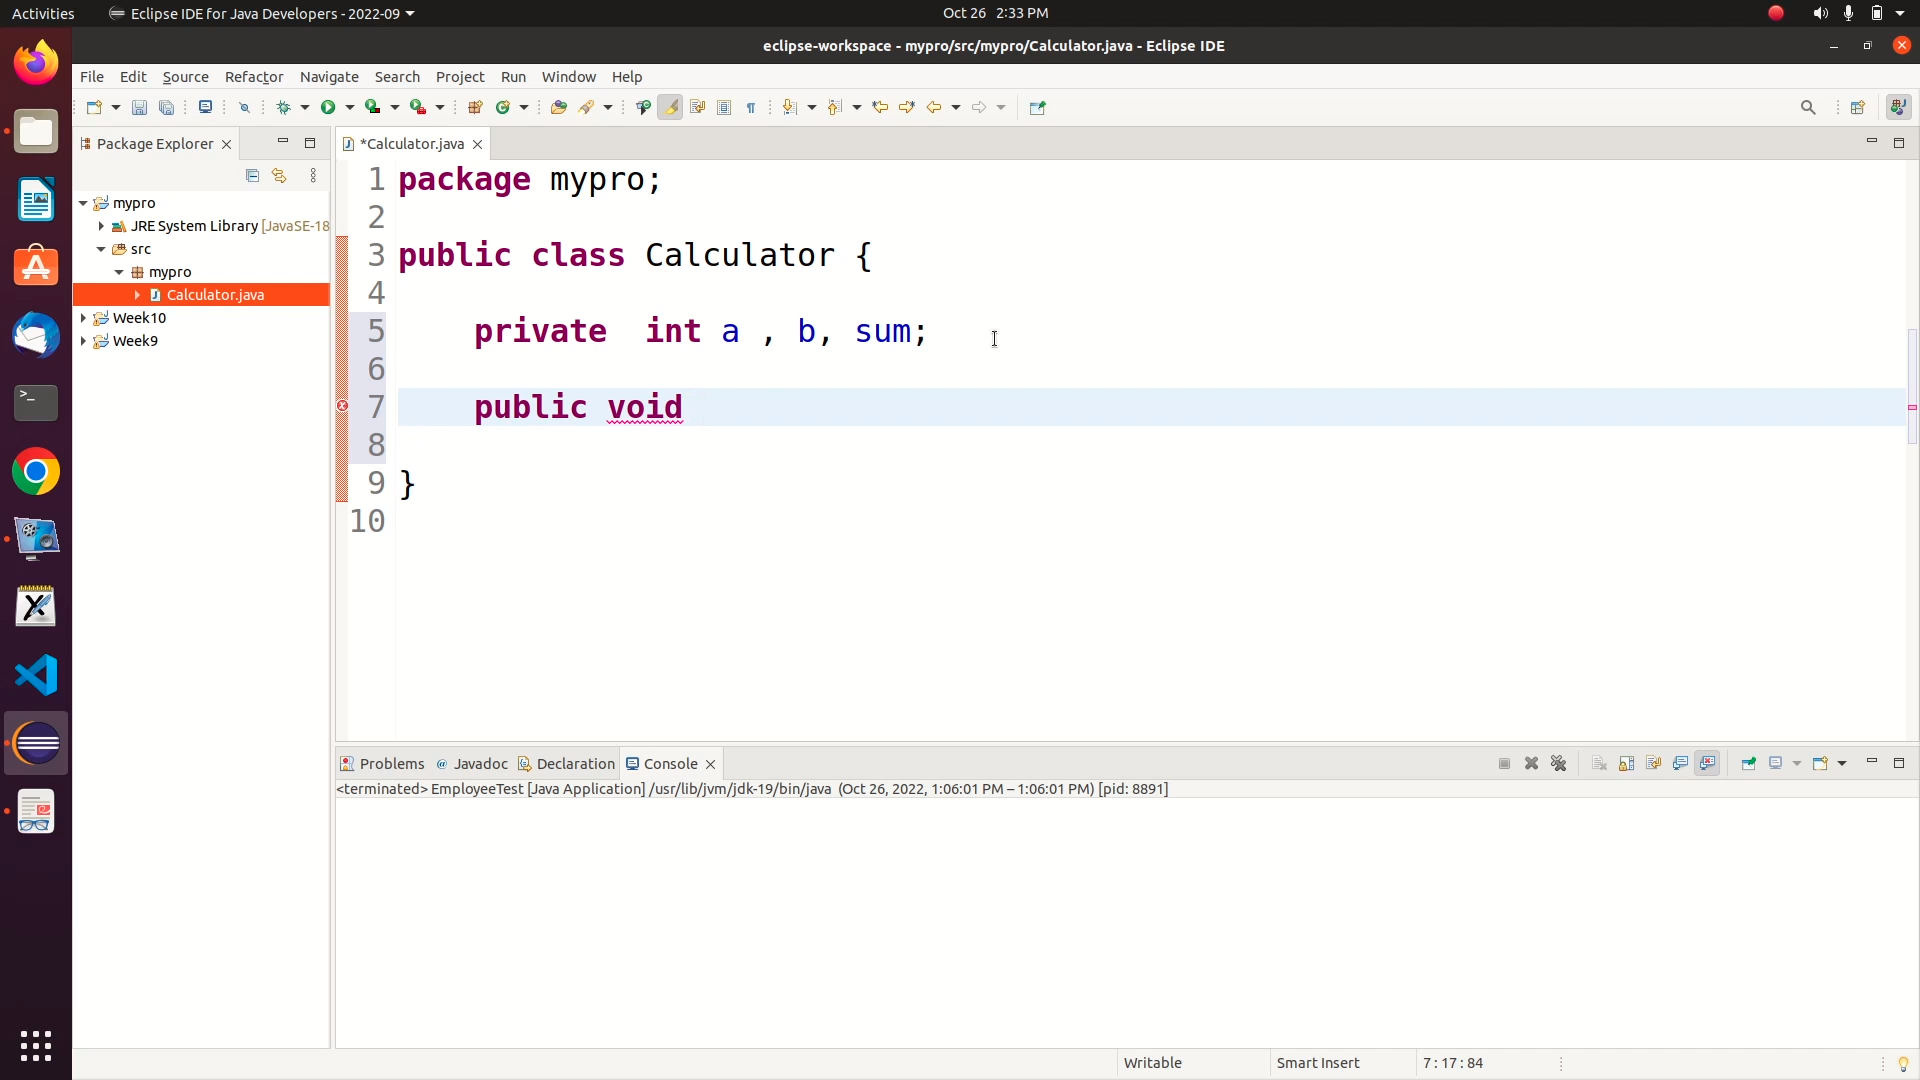 Activities Eclipse IDE for Java Developers - 2022-09 Oct 26 2:33 PM
eclipse-workspace - mypro/src/mypro/Calculator.java - Eclipse IDE
File Edit Source Refactor Navigate Search Project Run Window Help
Package Explorer *Calculator.java
mypro
JRE System Library [JavaSE-18
src
mypro
Calculator.java
Week10
Week9
1 package mypro;
2
3 public class Calculator {
4
5 private int a , b, sum;
6
7 public void
8
9 }
10
Problems @ Javadoc Declaration Console
<terminated> EmployeeTest [Java Application] /usr/lib/jvm/jdk-19/bin/java (Oct 26, 2022, 1:06:01 PM – 1:06:01 PM) [pid: 8891]
Writable Smart Insert 7 : 17 : 84